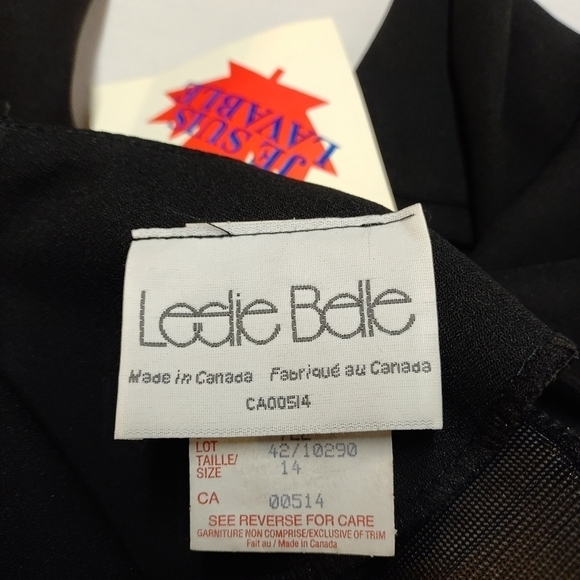 JE SUIS
LAVABLE
Leslie Belle
Made in Canada Fabriqué au Canada
CA00514
LOT 42/10290
TAILLE/
SIZE 14
CA 00514
SEE REVERSE FOR CARE
GARNITURE NON COMPRISE/EXCLUSIVE OF TRIM
Fait au / Made in Canada